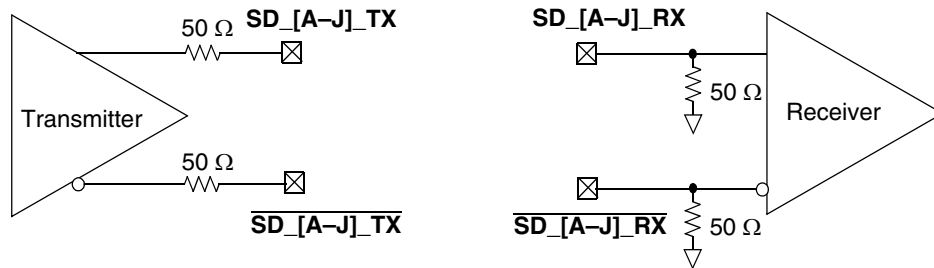 SD_[A–J]_TX
50 Ω
Transmitter
50 Ω
SD_[A–J]_TX
SD_[A–J]_RX
50 Ω
Receiver
SD_[A–J]_RX
50 Ω